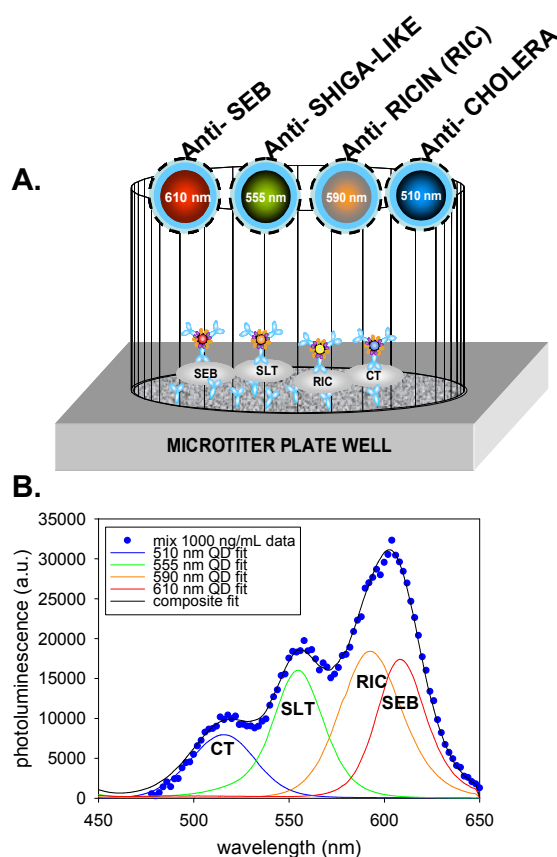 Anti- SEB
Anti- SHIGA-LIKE
Anti- RICIN (RIC)
Anti- CHOLERA
A.
610 nm
555 nm
590 nm
510 nm
SEB
SLT
RIC
CT
MICROTITER PLATE WELL
B.
35000
30000
25000
20000
15000
10000
5000
0
photoluminescence (a.u.)
mix 1000 ng/mL data
510 nm QD fit
555 nm QD fit
590 nm QD fit
610 nm QD fit
composite fit
CT
SLT
RIC
SEB
450 500 550 600 650
wavelength (nm)